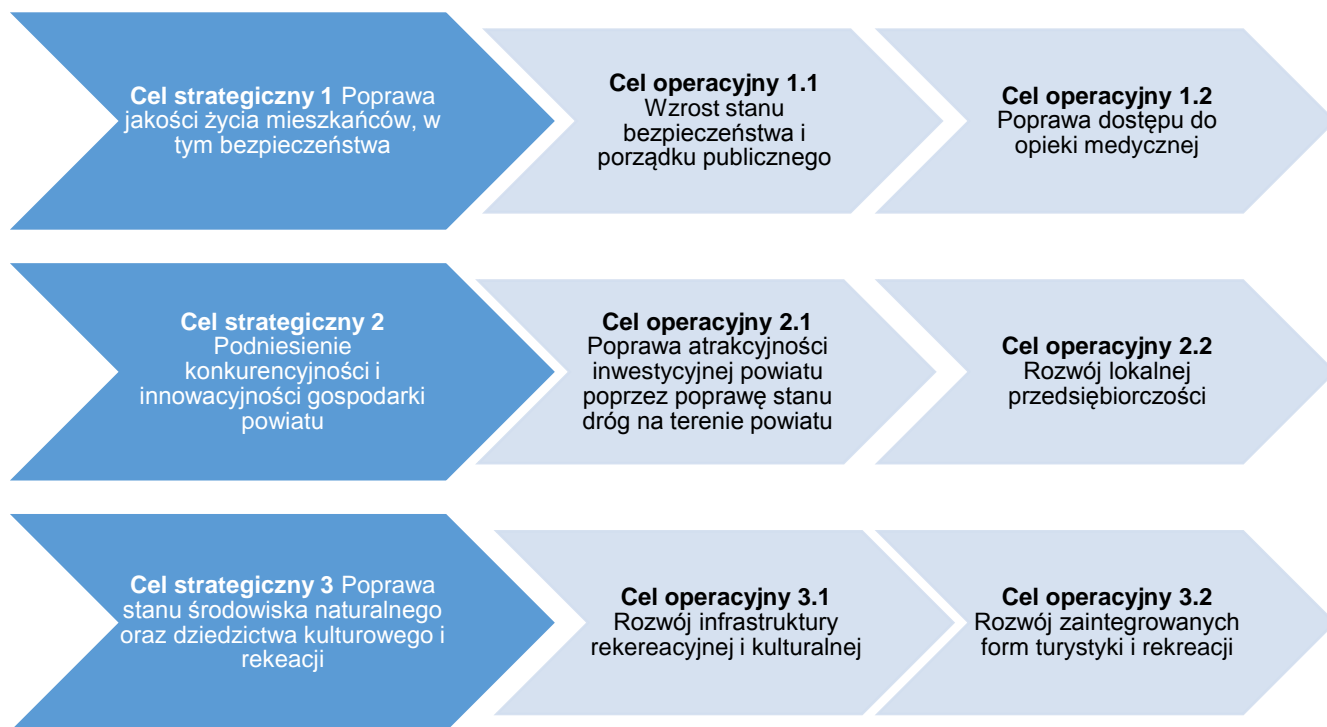 Cel strategiczny 1 Poprawa
jakości życia mieszkańców, w
tym bezpieczeństwa
Cel operacyjny 1.1
Wzrost stanu
bezpieczeństwa i
porządku publicznego
Cel operacyjny 1.2
Poprawa dostępu do
opieki medycznej
Cel strategiczny 2
Podniesienie
konkurencyjności i
innowacyjności gospodarki
powiatu
Cel operacyjny 2.1
Poprawa atrakcyjności
inwestycyjnej powiatu
poprzez poprawę stanu
dróg na terenie powiatu
Cel operacyjny 2.2
Rozwój lokalnej
przedsiębiorczości
Cel strategiczny 3 Poprawa
stanu środowiska naturalnego
oraz dziedzictwa kulturowego i
rekeacji
Cel operacyjny 3.1
Rozwój infrastruktury
rekereacyjnej i kulturalnej
Cel operacyjny 3.2
Rozwój zaintegrowanych
form turystyki i rekreacji